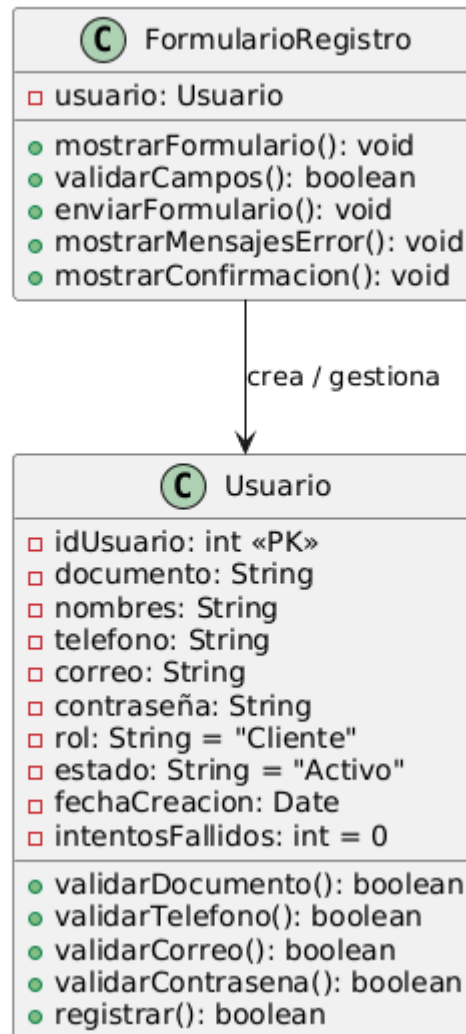 C FormularioRegistro
usuario: Usuario
mostrarFormulario(): void
validarCampos(): boolean
enviarFormulario(): void
mostrarMensajesError(): void
mostrarConfirmacion(): void
crea / gestiona
C Usuario
idUsuario: int «PK»
documento: String
nombres: String
telefono: String
correo: String
contraseña: String
rol: String = "Cliente"
estado: String = "Activo"
fechaCreacion: Date
intentosFallidos: int = 0
validarDocumento(): boolean
validarTelefono(): boolean
validarCorreo(): boolean
validarContrasena(): boolean
registrar(): boolean